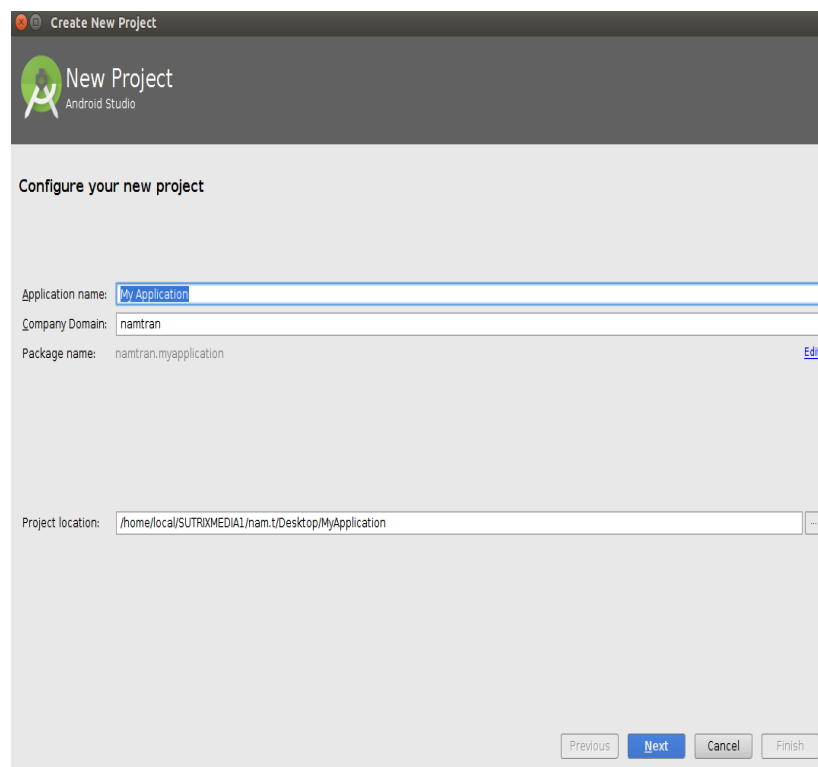 Create New Project
New Project
Android Studio
Configure your new project
Application name: My Application
Company Domain: namtran
Package name: namtran.myapplication
Edit
Project location: /home/local/SUTRIXMEDIA1/nam.t/Desktop/MyApplication
...
Previous Next Cancel Finish